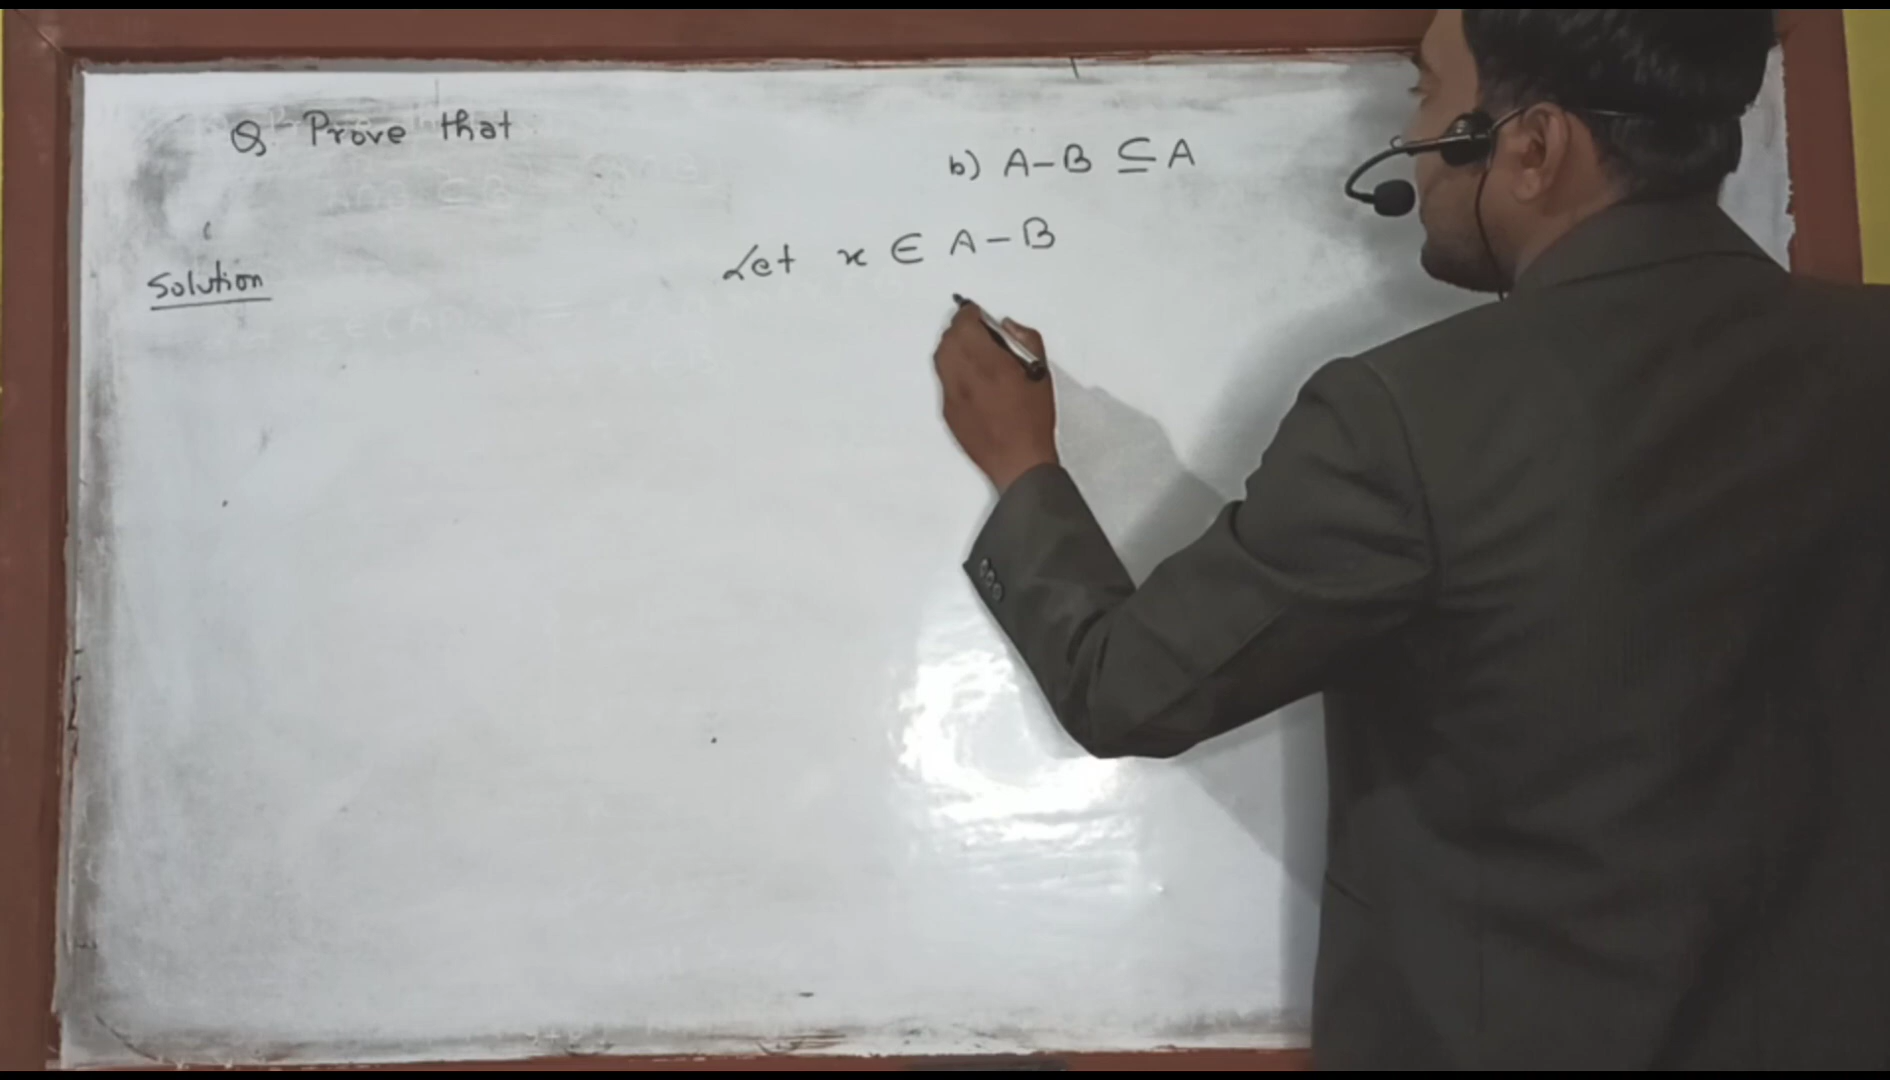 Q Prove that
b) A-B ⊆ A
Solution
Let x ∈ A-B